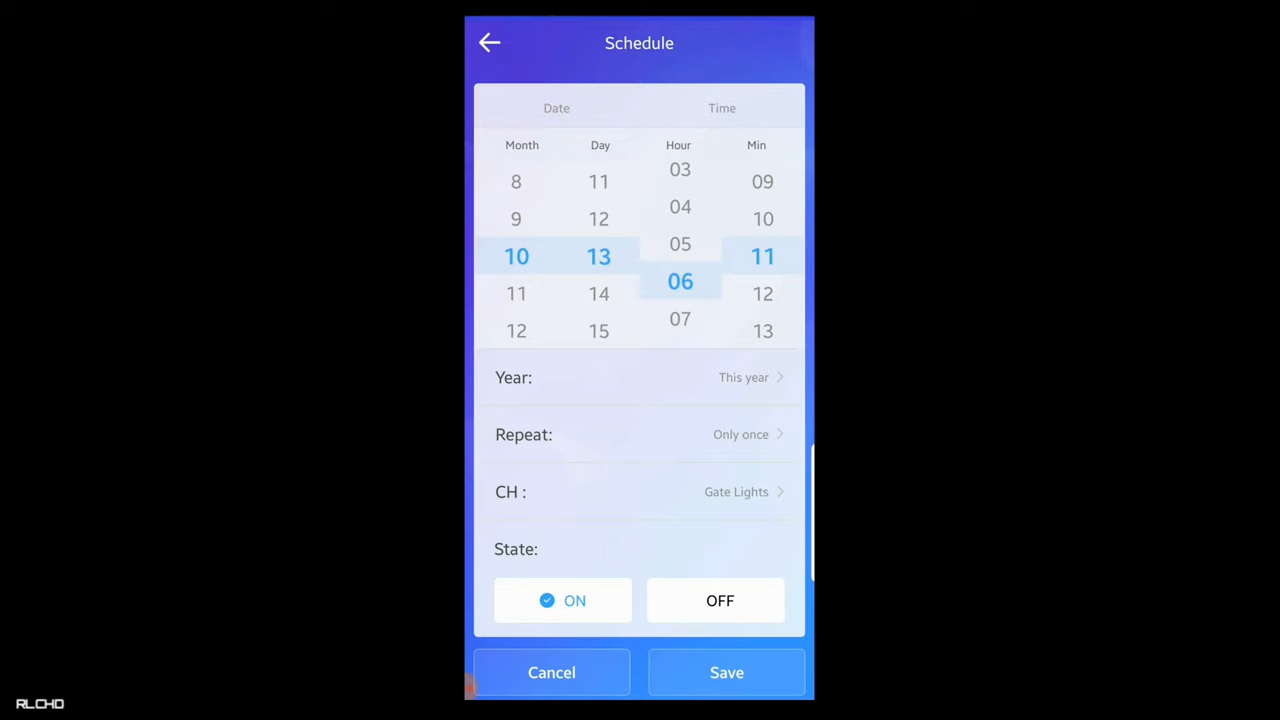 Schedule
Date Time
Month Day Hour Min
8 11 03 09
9 12 04 10
10 13 05 11
11 14 06 12
12 15 07 13
Year: This year
Repeat: Only once
CH : Gate Lights
State:
ON OFF
Cancel Save
RLCHD